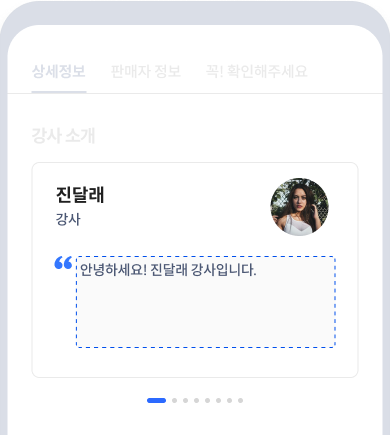 상세정보 판매자 정보 꼭! 확인해주세요
강사 소개
진달래
강사
“ 안녕하세요! 진달래 강사입니다.